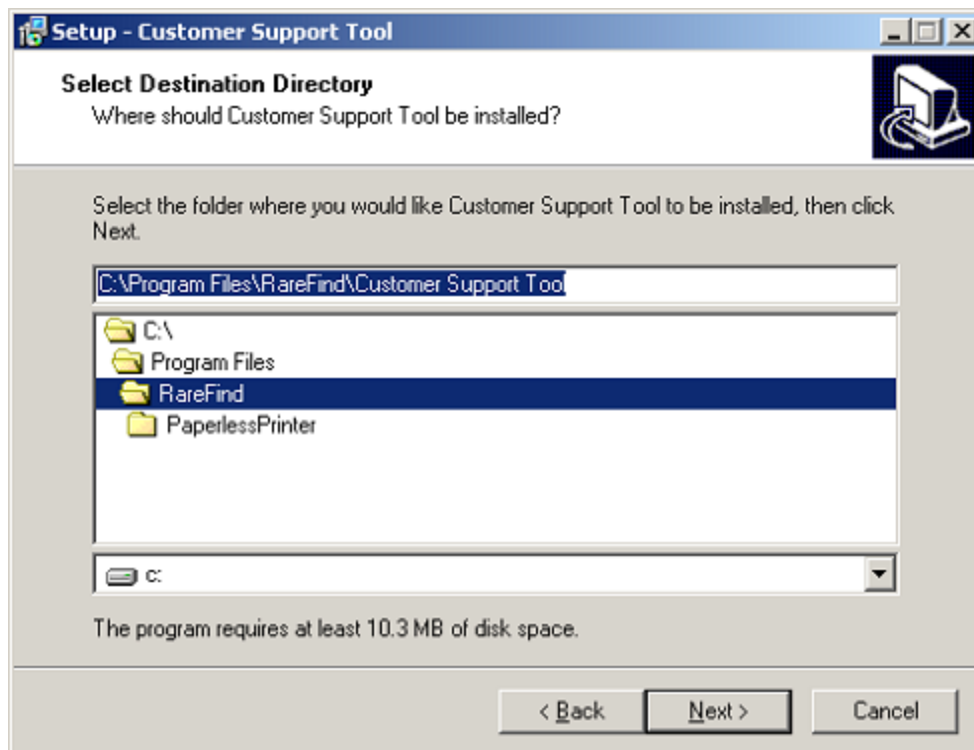 Setup - Customer Support Tool
Select Destination Directory
Where should Customer Support Tool be installed?
Select the folder where you would like Customer Support Tool to be installed, then click
Next.
C:\Program Files\RareFind\Customer Support Tool
C:\
Program Files
RareFind
PaperlessPrinter
c:
The program requires at least 10.3 MB of disk space.
< Back Next > Cancel